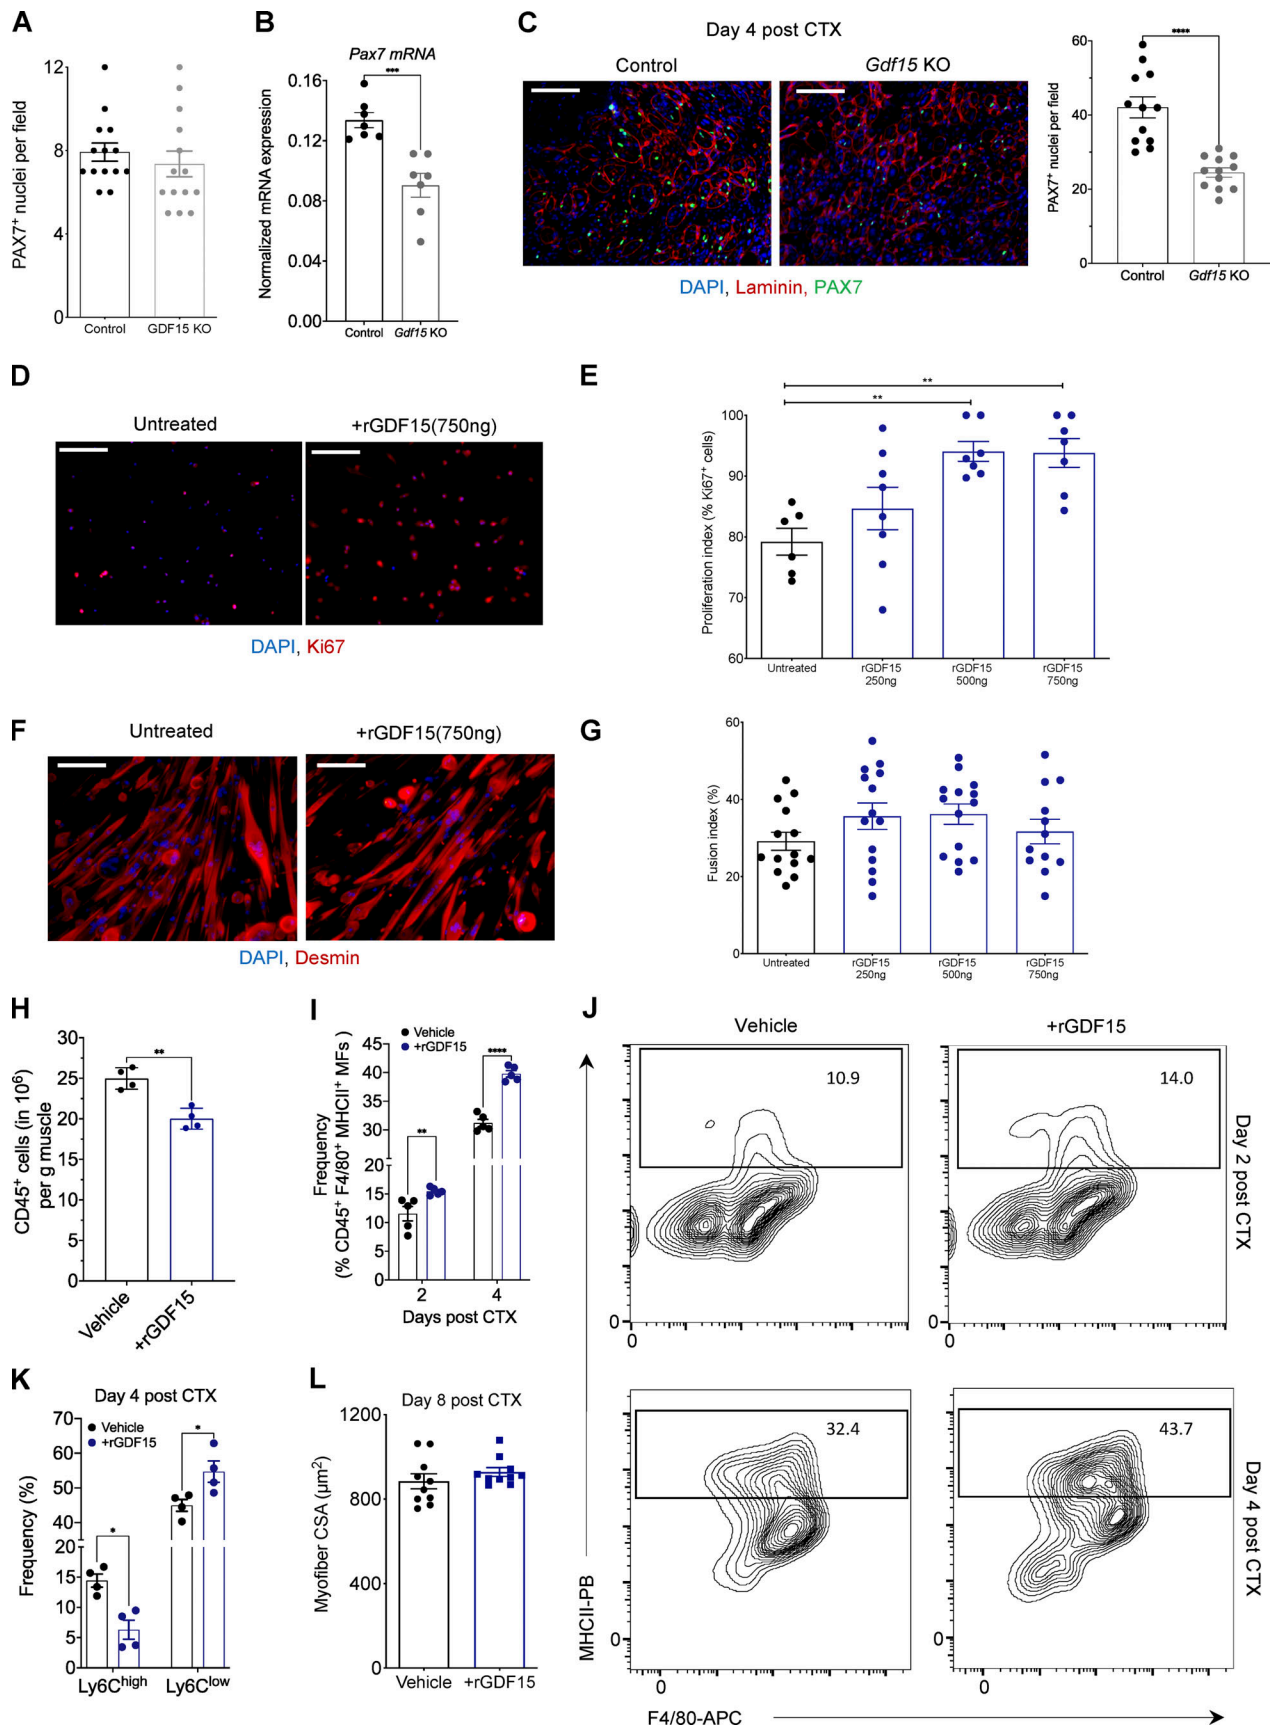 A
PAX7+ nuclei per field
12
8
4
0
Control
GDF15 KO
B
Pax7 mRNA
***
Normalized mRNA expression
0.16
0.12
0.08
0.04
0.00
Control
Gdf15 KO
C
Day 4 post CTX
Control
Gdf15 KO
DAPI, Laminin, PAX7
****
PAX7+ nuclei per field
60
40
20
0
Control
Gdf15 KO
D
Untreated
+rGDF15(750ng)
DAPI, Ki67
E
**
**
Proliferation index (% Ki67+ cells)
100
90
80
70
60
Untreated
rGDF15
250ng
rGDF15
500ng
rGDF15
750ng
F
Untreated
+rGDF15(750ng)
DAPI, Desmin
G
Fusion index (%)
60
40
20
0
Untreated
rGDF15
250ng
rGDF15
500ng
rGDF15
750ng
H
**
CD45+ cells (in 10⁶)
per g muscle
30
25
20
15
10
5
0
Vehicle
+rGDF15
I
Vehicle
+rGDF15
**
****
Frequency
(% CD45+ F4/80+ MHCII+ MFs)
45
40
35
30
25
20
15
10
5
0
2
4
Days post CTX
J
Vehicle
+rGDF15
10.9
14.0
Day 2 post CTX
0
0
0
0
32.4
43.7
Day 4 post CTX
0
0
0
0
MHCII-PB
F4/80-APC
K
Day 4 post CTX
Vehicle
+rGDF15
*
*
Frequency (%)
70
60
50
40
30
20
15
10
5
0
Ly6Chigh
Ly6Clow
L
Day 8 post CTX
Myofiber CSA (µm²)
1200
800
400
0
Vehicle
+rGDF15